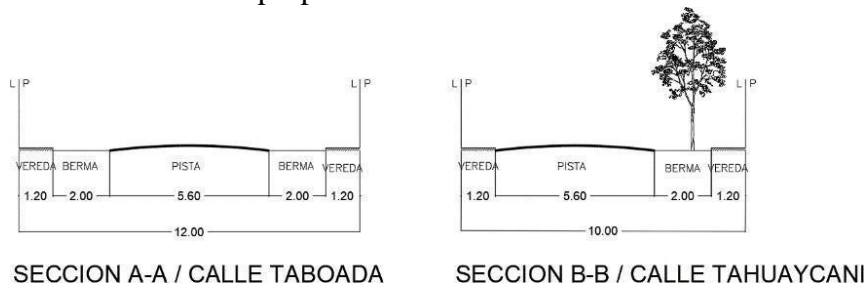 L P
L P
L P
L P
VEREDA BERMA PISTA BERMA VEREDA
1.20 2.00 5.60 2.00 1.20
12.00
VEREDA PISTA BERMA VEREDA
1.20 5.60 2.00 1.20
10.00
SECCION A-A / CALLE TABOADA
SECCION B-B / CALLE TAHUAYCANI